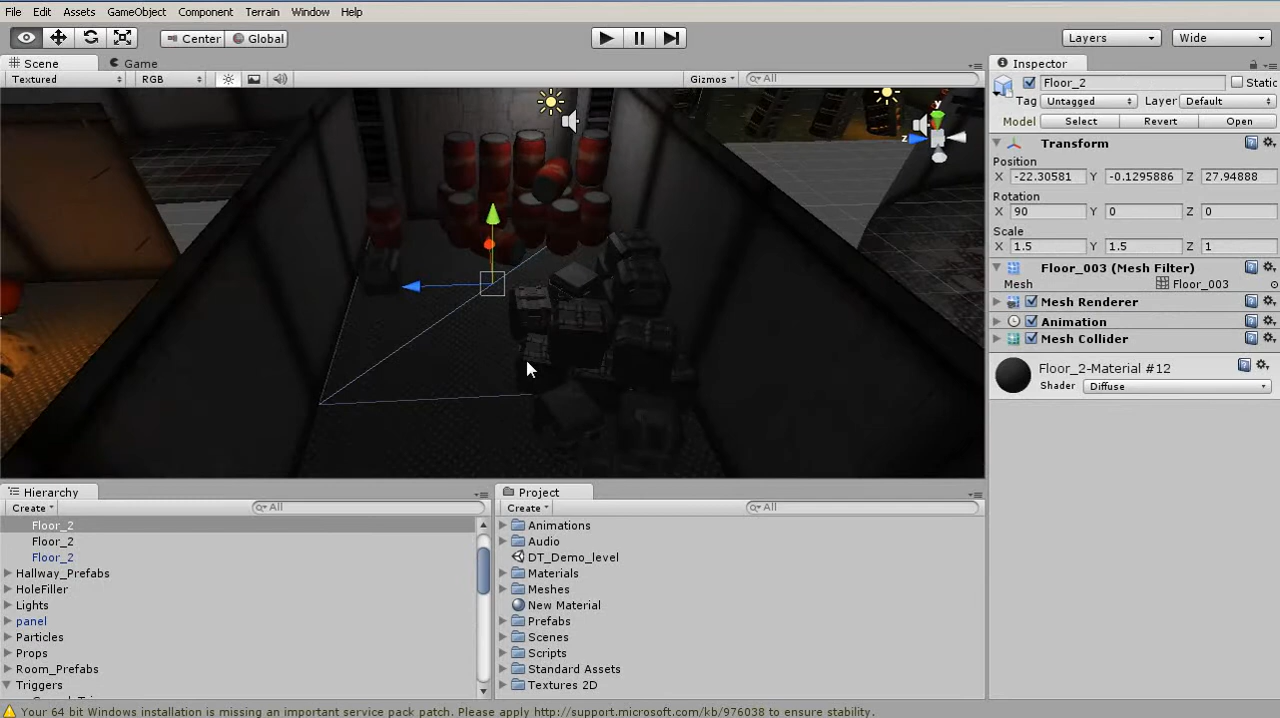 File Edit Assets GameObject Component Terrain Window Help
Center Global Layers Wide
Scene Game Inspector
Textured RGB Gizmos All
Floor_2 Static
Tag Untagged Layer Default
Model Select Revert Open
Transform
Position
X -22.30581 Y -0.1295886 Z 27.94888
Rotation
X 90 Y 0 Z 0
Scale
X 1.5 Y 1.5 Z 1
Floor_003 (Mesh Filter)
Mesh Floor_003
Mesh Renderer
Animation
Mesh Collider
Floor_2-Material #12
Shader Diffuse
y
z
Hierarchy
Create All
Floor_2
Floor_2
Floor_2
Hallway_Prefabs
HoleFiller
Lights
panel
Particles
Props
Room_Prefabs
Triggers
Project
Create All
Animations
Audio
DT_Demo_level
Materials
Meshes
New Material
Prefabs
Scenes
Scripts
Standard Assets
Textures 2D
Your 64 bit Windows installation is missing an important service pack patch. Please apply http://support.microsoft.com/kb/976038 to ensure stability.